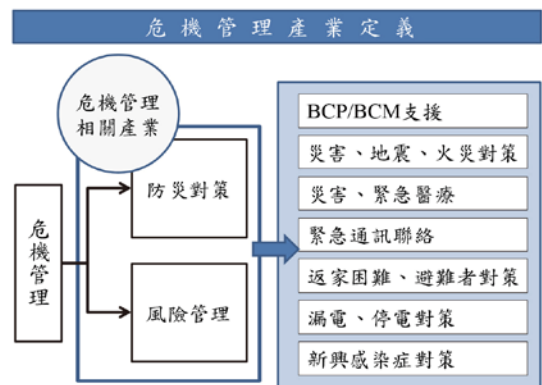 危機管理產業定義
危機管理
相關產業
危機管理
防災對策
風險管理
BCP/BCM支援
災害、地震、火災對策
災害、緊急醫療
緊急通訊聯絡
返家困難、避難者對策
漏電、停電對策
新興感染症對策